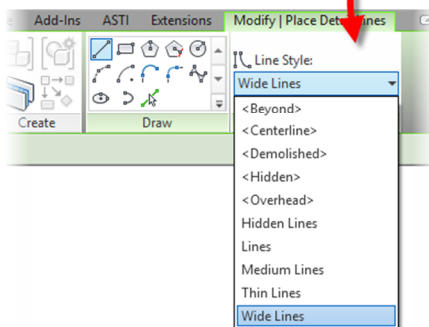 Add-Ins ASTI Extensions Modify | Place Detail Lines
Line Style:
Wide Lines
Create Draw
<Beyond>
<Centerline>
<Demolished>
<Hidden>
<Overhead>
Hidden Lines
Lines
Medium Lines
Thin Lines
Wide Lines